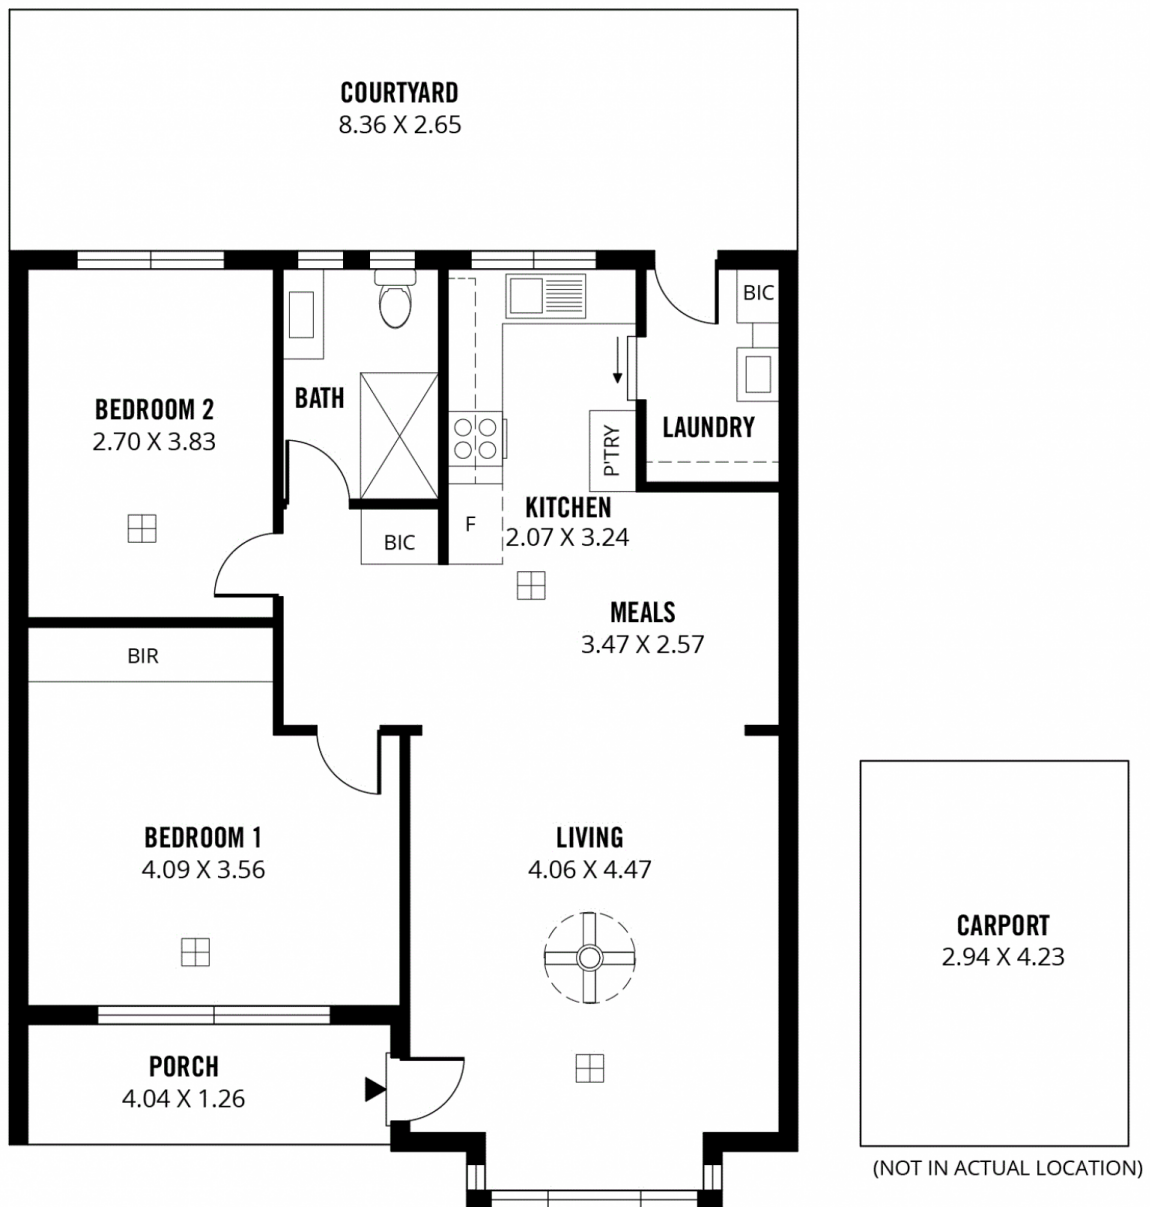 COURTYARD
8.36 X 2.65
BIC
BEDROOM 2
2.70 X 3.83
BATH
LAUNDRY
P'TRY
KITCHEN
2.07 X 3.24
F
BIC
MEALS
3.47 X 2.57
BIR
BEDROOM 1
4.09 X 3.56
LIVING
4.06 X 4.47
CARPORT
2.94 X 4.23
PORCH
4.04 X 1.26
(NOT IN ACTUAL LOCATION)